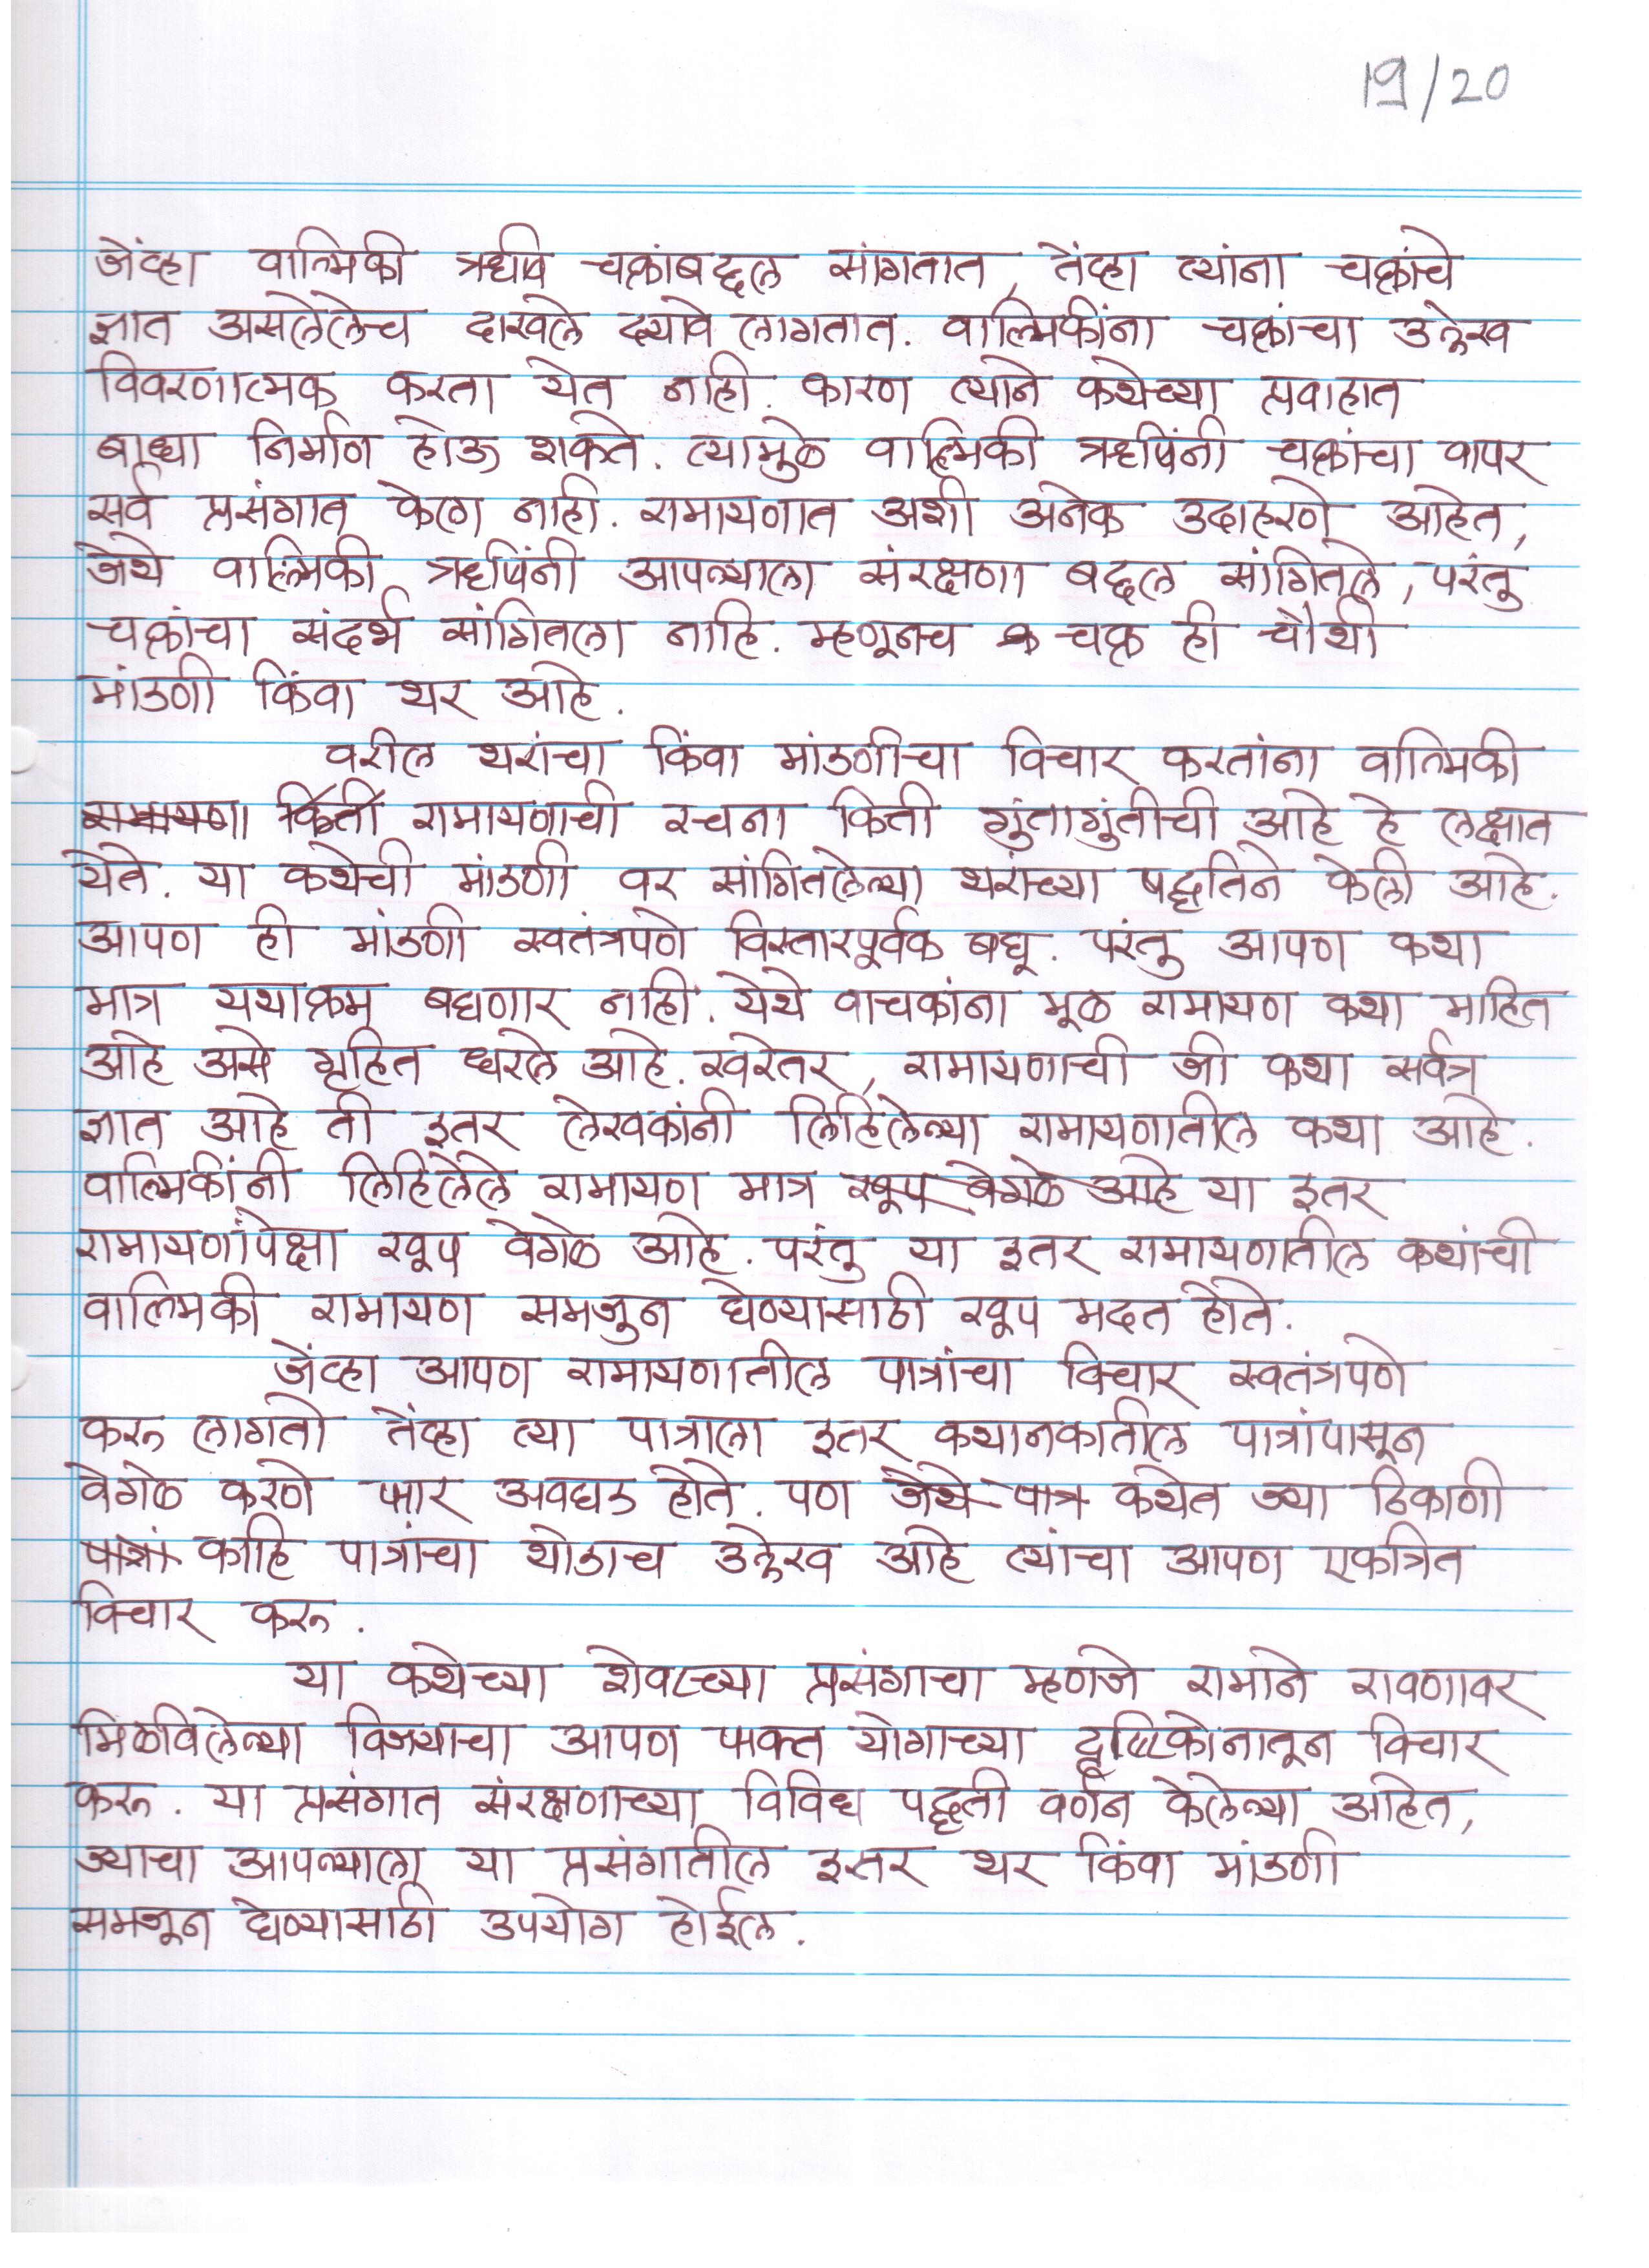 19/20
जेंव्हा वाल्मिकी ऋषि चक्रांबद्दल सांगतात, तेंव्हा त्यांना चक्रांचे
ज्ञात असलेलेच दाखले द्यावे लागतात. वाल्मिकींना चक्रांचा उल्लेख
विवरणात्मक करता येत नाही. कारण त्याने कथेच्या प्रवाहात
बाधा निर्माण होऊ शकते. त्यामुळे वाल्मिकी ऋषिंनी चक्रांचा वापर
सर्व प्रसंगात केला नाही. रामायणात अशी अनेक उदाहरणे आहेत,
जेथे वाल्मिकी ऋषिंनी आपल्याला संरक्षणा बद्दल सांगितले, परंतु
चक्रांचा संदर्भ सांगितला नाहि. म्हणूनच चक्र ही चौथी
मांडणी किंवा थर आहे.
वरील थरांचा किंवा मांडणीचा विचार करतांना वाल्मिकी
रामायणा किती रामायणाची रचना किती गुंतागुंतीची आहे हे लक्षात
येते. या कथेची मांडणी वर सांगितलेल्या थरांच्या पद्धतिने केली आहे.
आपण ही मांडणी स्वतंत्रपणे विस्तारपूर्वक बघू. परंतु आपण कथा
मात्र यथाक्रम बघणार नाही. येथे वाचकांना मूळ रामायण कथा माहित
आहे असे गृहित धरले आहे. खरेतर, रामायणाची जी कथा सर्वत्र
ज्ञात आहे ती इतर लेखकांनी लिहिलेल्या रामायणातील कथा आहे.
वाल्मिकींनी लिहिलेले रामायण मात्र खूप वेगळे आहे या इतर
रामायणांपेक्षा खूप वेगळे आहे. परंतु या इतर रामायणातील कथांची
वाल्मिकी रामायण समजुन घेण्यासाठी खूप मदत होते.
जेंव्हा आपण रामायणातील पात्रांचा विचार स्वतंत्रपणे
करू लागतो तेंव्हा त्या पात्राला इतर कथानकातील पात्रांपासून
वेगळे करणे फार अवघड होते. पण जेथे पात्र कथेत ज्या ठिकाणी
पात्रां काहि पात्रांचा थोडाच उल्लेख आहे त्यांचा आपण एकत्रित
विचार करू.
या कथेच्या शेवटच्या प्रसंगाचा म्हणजे रामाने रावणावर
मिळविलेल्या विजयाचा आपण फक्त योगाच्या दृष्टिकोनातून विचार
करू. या प्रसंगात संरक्षणाच्या विविध पद्धती वर्णन केलेल्या आहेत,
ज्याचा आपल्याला या प्रसंगातील इतर थर किंवा मांडणी
समजून घेण्यासाठी उपयोग होईल.